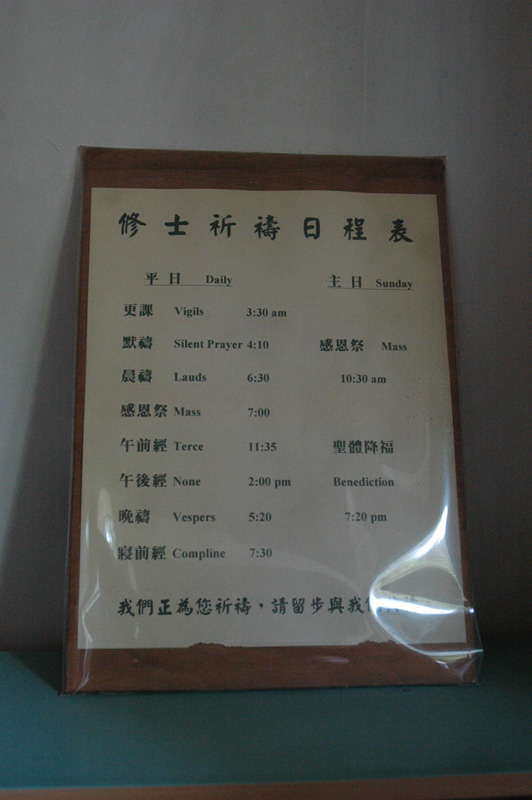 修士祈禱日程表
平日 Daily 主日 Sunday
更課 Vigils 3:30 am
默禱 Silent Prayer 4:10 感恩祭 Mass
晨禱 Lauds 6:30 10:30 am
感恩祭 Mass 7:00
午前經 Terce 11:35 聖體降福
午後經 None 2:00 pm Benediction
晚禱 Vespers 5:20 7:20 pm
寢前經 Compline 7:30
我們正為您祈禱，請留步與我們